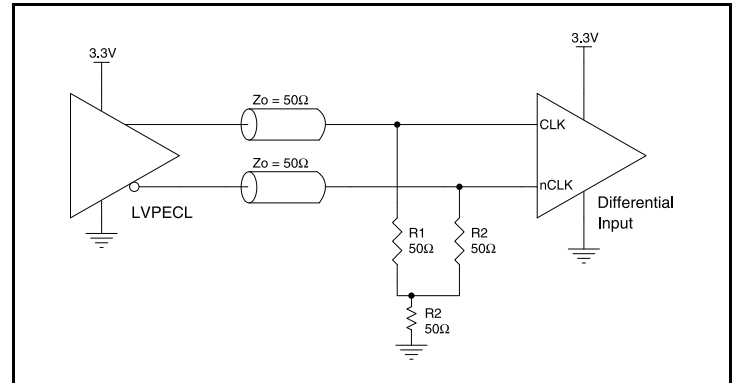 3.3V
3.3V
Zo = 50Ω
CLK
Zo = 50Ω
nCLK
LVPECL
Differential
Input
R1
50Ω
R2
50Ω
R2
50Ω